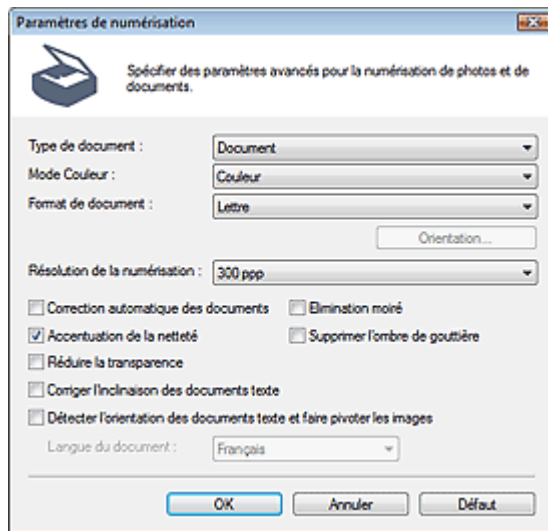 Paramètres de numérisation
Spécifier des paramètres avancés pour la numérisation de photos et de
documents.
Type de document : Document
Mode Couleur : Couleur
Format de document : Lettre
Orientation...
Résolution de la numérisation : 300 ppp
Correction automatique des documents Elimination moiré
Accentuation de la netteté Supprimer l'ombre de gouttière
Réduire la transparence
Corriger l'inclinaison des documents texte
Détecter l'orientation des documents texte et faire pivoter les images
Langue du document : Français
OK Annuler Défaut